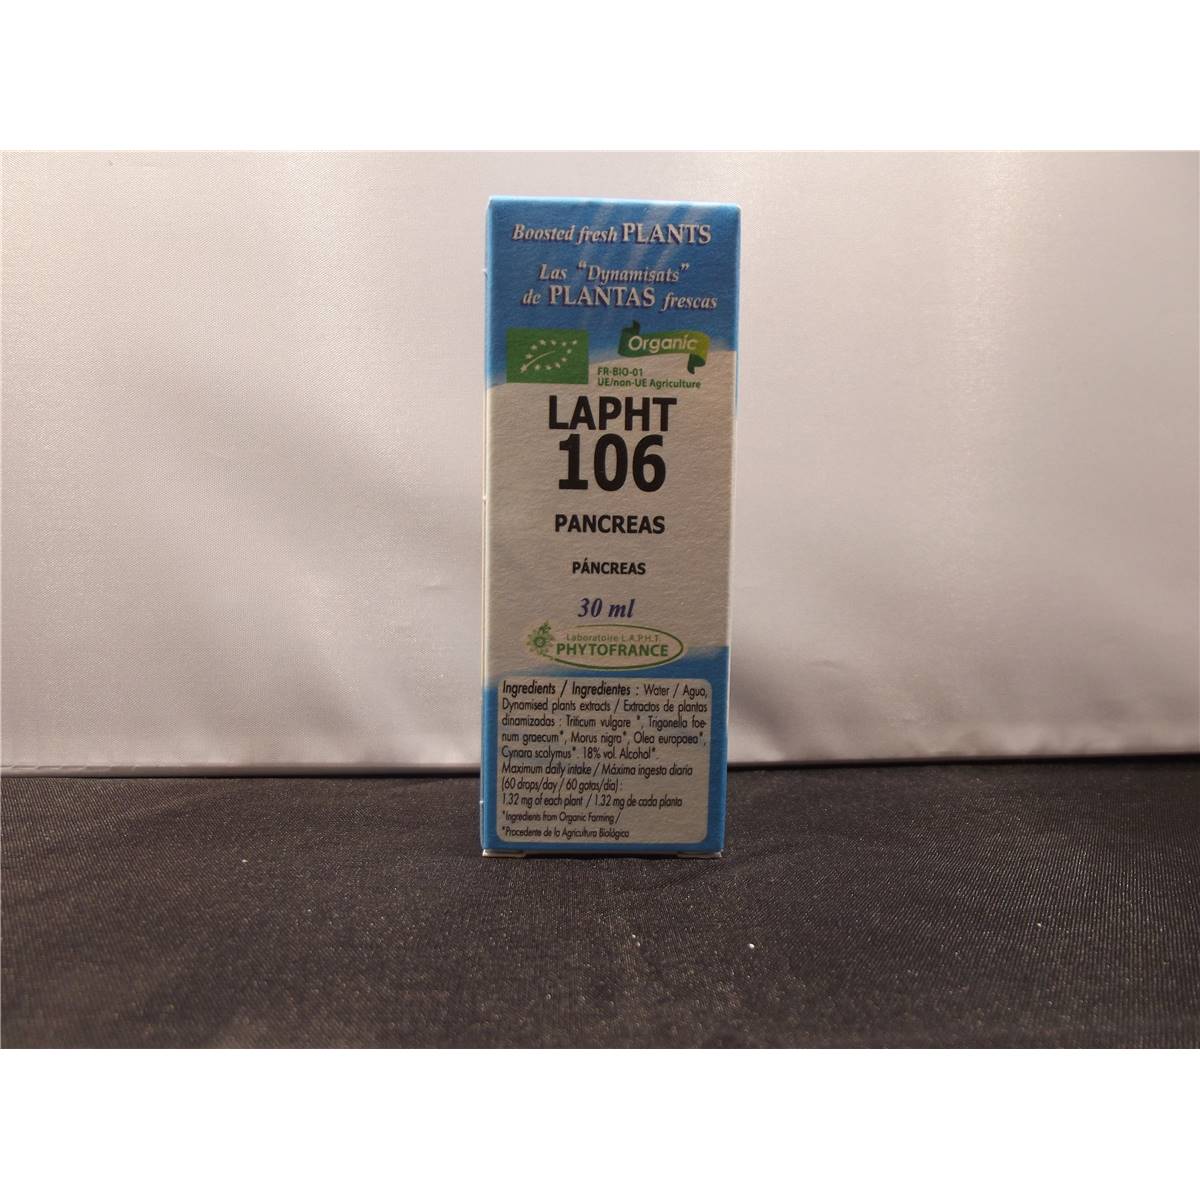 Boosted fresh PLANTS
Las "Dynamisats"
de PLANTAS frescas
Organic
FR-BIO-01
UE/non-UE Agriculture
LAPHT
106
PANCREAS
PÁNCREAS
30 ml
Laboratoire L.A.P.H.T.
PHYTOFRANCE
Ingredients / Ingredientes : Water / Agua,
Dynamised plants extracts / Extractos de plantas
dinamizadas : Triticum vulgare *, Trigonella foe-
num graecum*, Morus nigra*, Olea europaea*,
Cynara scolymus*. 18% vol. Alcohol*.
Maximum daily intake / Máxima ingesta diaria
(60 drops/day / 60 gotas/día) :
1.32 mg of each plant / 1.32 mg de cada planta
*Ingredients from Organic Farming /
*Procedente de la Agricultura Biológica